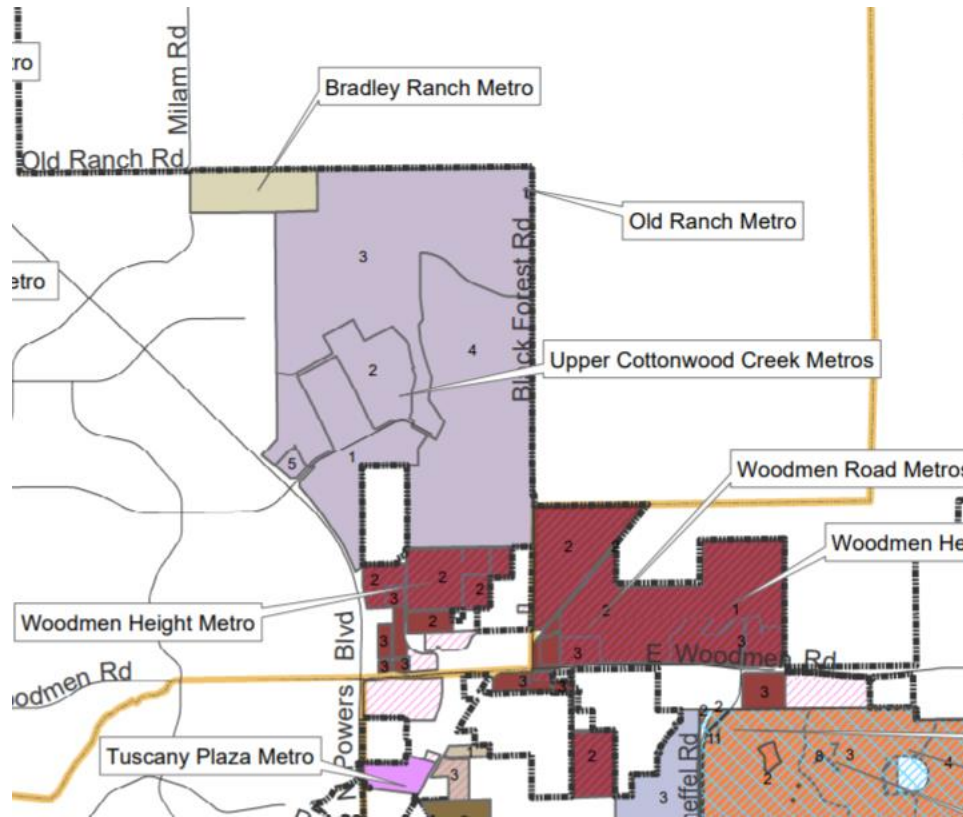 tro
Milam Rd
Bradley Ranch Metro
Old Ranch Rd
Old Ranch Metro
3
Black Forest Rd
etro
4
2
Upper Cottonwood Creek Metros
1
5
Woodmen Road Metros
2
Woodmen He
2
2
2
3
2
1
Woodmen Height Metro
2
3
3
3
Woodmen Rd
3
3
oodmen Rd
3
3
3
N Powers Blvd
2
2
11
Tuscany Plaza Metro
1
3
2
7
8
3
4
2
3
effel Rd